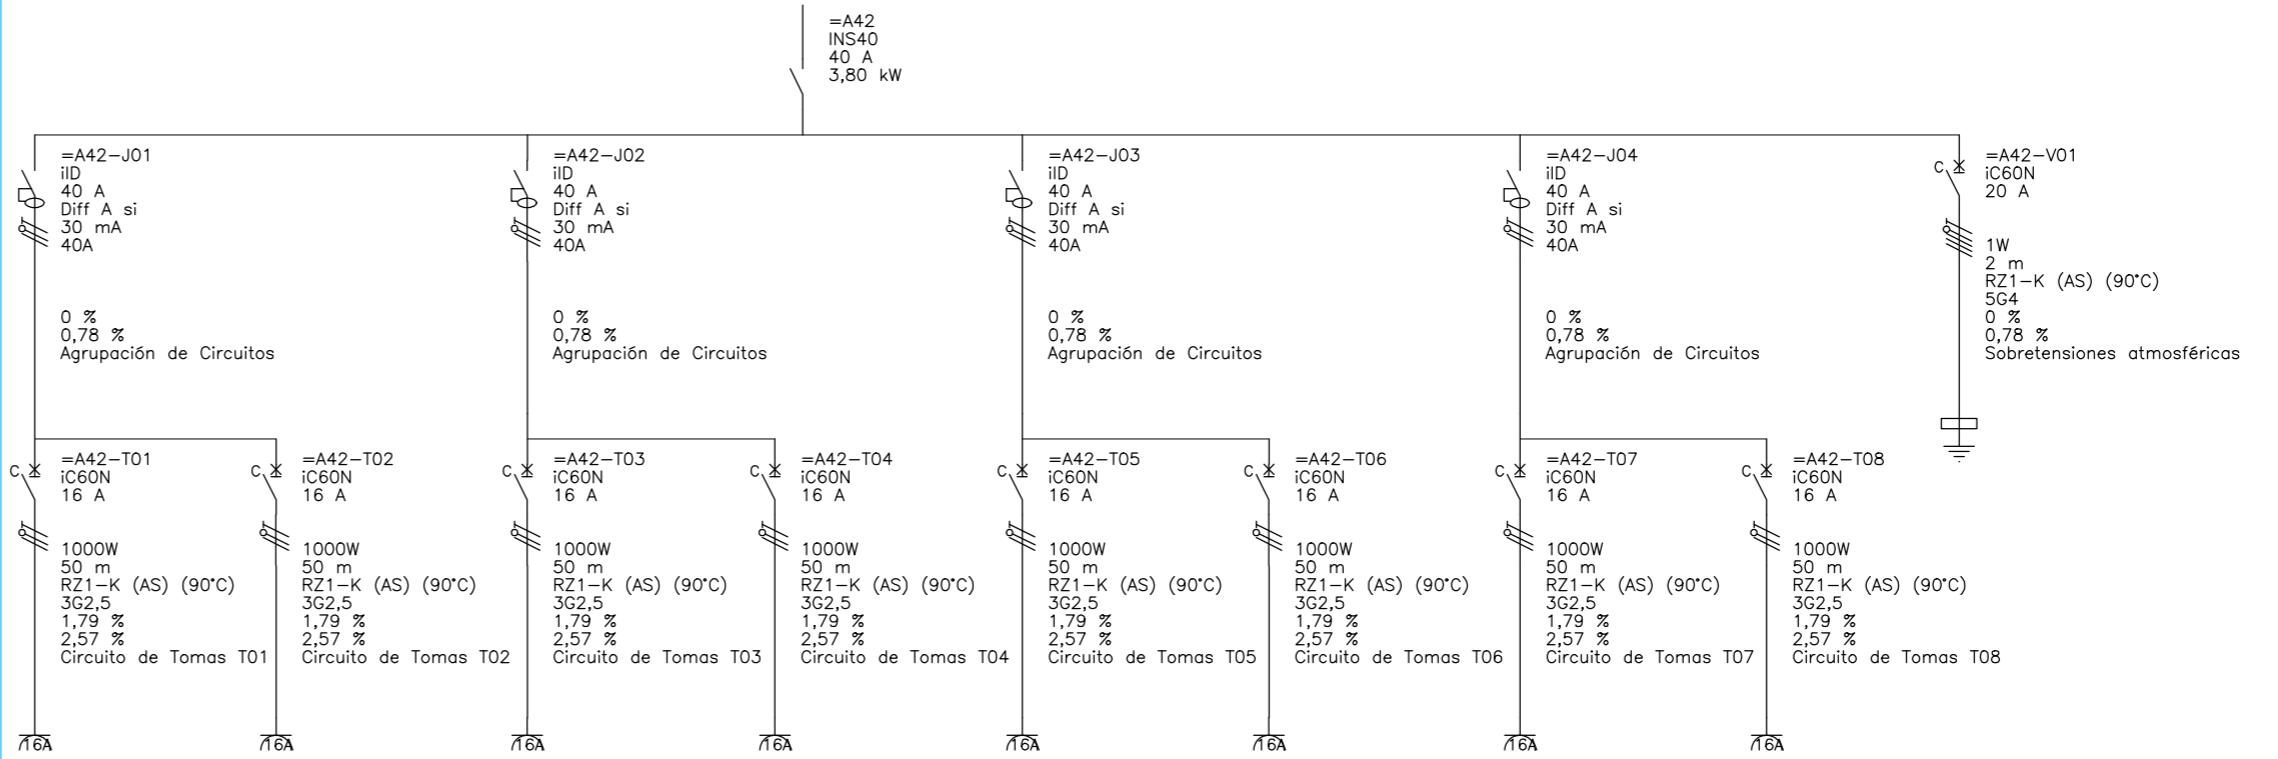 =A42
INS40
40 A
3,80 kW
=A42-J01
iID
40 A
Diff A si
30 mA
40A
0 %
0,78 %
Agrupación de Circuitos
=A42-J02
iID
40 A
Diff A si
30 mA
40A
0 %
0,78 %
Agrupación de Circuitos
=A42-J03
iID
40 A
Diff A si
30 mA
40A
0 %
0,78 %
Agrupación de Circuitos
=A42-J04
iID
40 A
Diff A si
30 mA
40A
0 %
0,78 %
Agrupación de Circuitos
C
=A42-V01
iC60N
20 A
1W
2 m
RZ1-K (AS) (90°C)
5G4
0 %
0,78 %
Sobretensiones atmosféricas
C
=A42-T01
iC60N
16 A
1000W
50 m
RZ1-K (AS) (90°C)
3G2,5
1,79 %
2,57 %
Circuito de Tomas T01
16A
C
=A42-T02
iC60N
16 A
1000W
50 m
RZ1-K (AS) (90°C)
3G2,5
1,79 %
2,57 %
Circuito de Tomas T02
16A
C
=A42-T03
iC60N
16 A
1000W
50 m
RZ1-K (AS) (90°C)
3G2,5
1,79 %
2,57 %
Circuito de Tomas T03
16A
C
=A42-T04
iC60N
16 A
1000W
50 m
RZ1-K (AS) (90°C)
3G2,5
1,79 %
2,57 %
Circuito de Tomas T04
16A
C
=A42-T05
iC60N
16 A
1000W
50 m
RZ1-K (AS) (90°C)
3G2,5
1,79 %
2,57 %
Circuito de Tomas T05
16A
C
=A42-T06
iC60N
16 A
1000W
50 m
RZ1-K (AS) (90°C)
3G2,5
1,79 %
2,57 %
Circuito de Tomas T06
16A
C
=A42-T07
iC60N
16 A
1000W
50 m
RZ1-K (AS) (90°C)
3G2,5
1,79 %
2,57 %
Circuito de Tomas T07
16A
C
=A42-T08
iC60N
16 A
1000W
50 m
RZ1-K (AS) (90°C)
3G2,5
1,79 %
2,57 %
Circuito de Tomas T08
16A